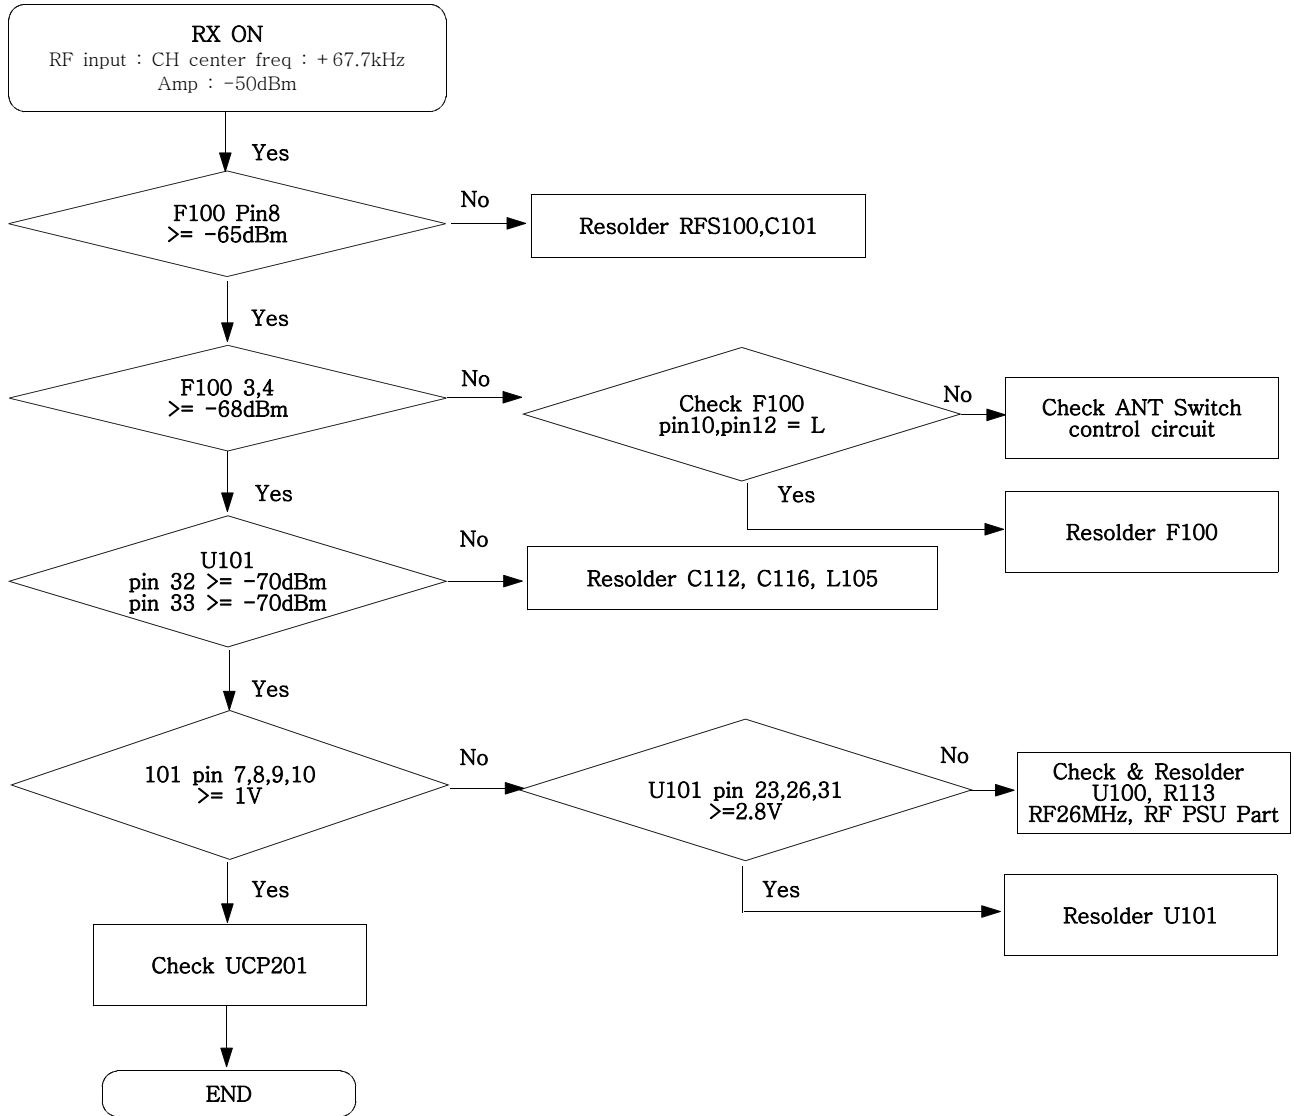 RX ON
RF input : CH center freq : +67.7kHz
Amp : -50dBm
Yes
F100 Pin8
>= -65dBm
No
Resolder RFS100,C101
Yes
F100 3,4
>= -68dBm
No
Check F100
pin10,pin12 = L
No
Check ANT Switch
control circuit
Yes
Resolder F100
Yes
U101
pin 32 >= -70dBm
pin 33 >= -70dBm
No
Resolder C112, C116, L105
Yes
101 pin 7,8,9,10
>= 1V
No
U101 pin 23,26,31
>=2.8V
No
Check & Resolder
U100, R113
RF26MHz, RF PSU Part
Yes
Resolder U101
Yes
Check UCP201
END